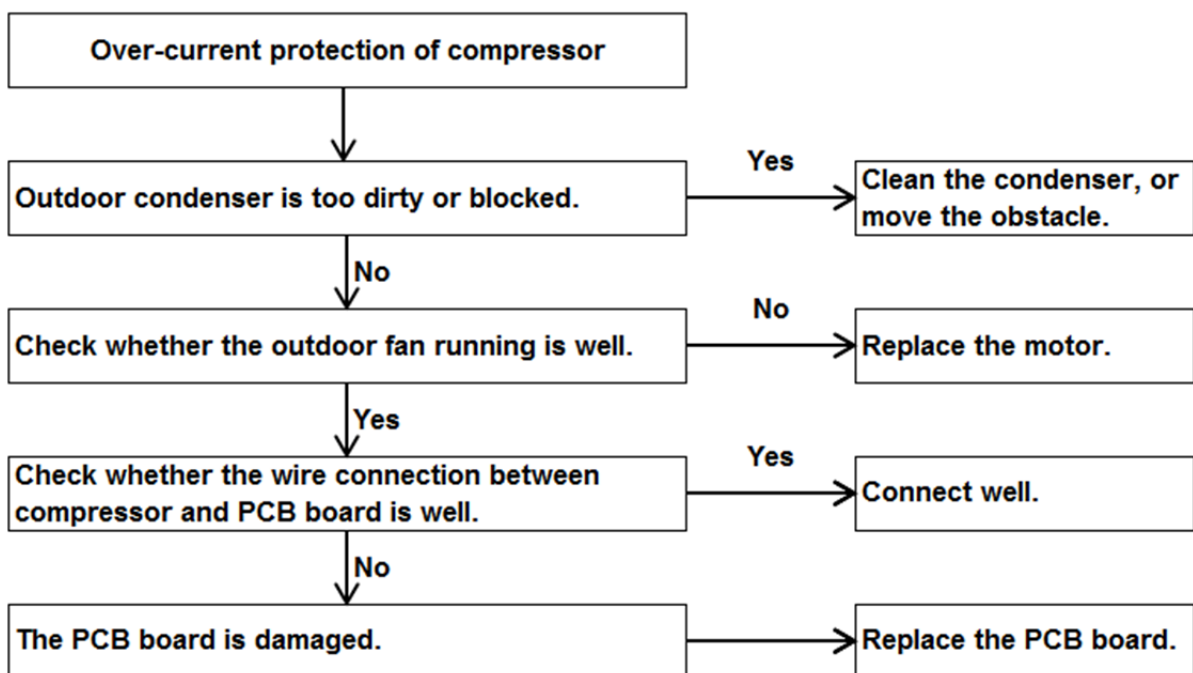 Over-current protection of compressor
Yes
Outdoor condenser is too dirty or blocked.
Clean the condenser, or
move the obstacle.
No
No
Check whether the outdoor fan running is well.
Replace the motor.
Yes
Check whether the wire connection between
compressor and PCB board is well.
Yes
Connect well.
No
The PCB board is damaged.
Replace the PCB board.